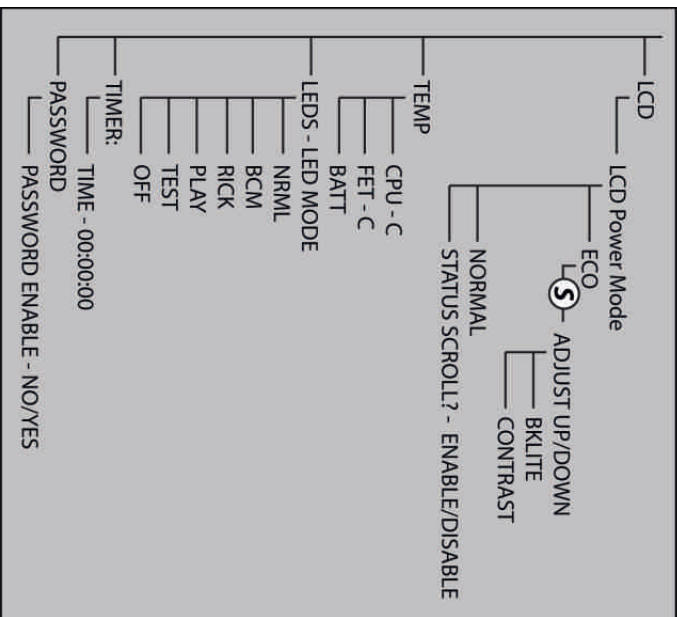 LCD
LCD Power Mode
ECO
S ADJUST UP/DOWN
BKLITE
CONTRAST
NORMAL
STATUS SCROLL? - ENABLE/DISABLE
TEMP
CPU - C
FET - C
BATT
LEDS - LED MODE
NRML
BCM
RICK
PLAY
TEST
OFF
TIMER:
TIME - 00:00:00
PASSWORD
PASSWORD ENABLE - NO/YES